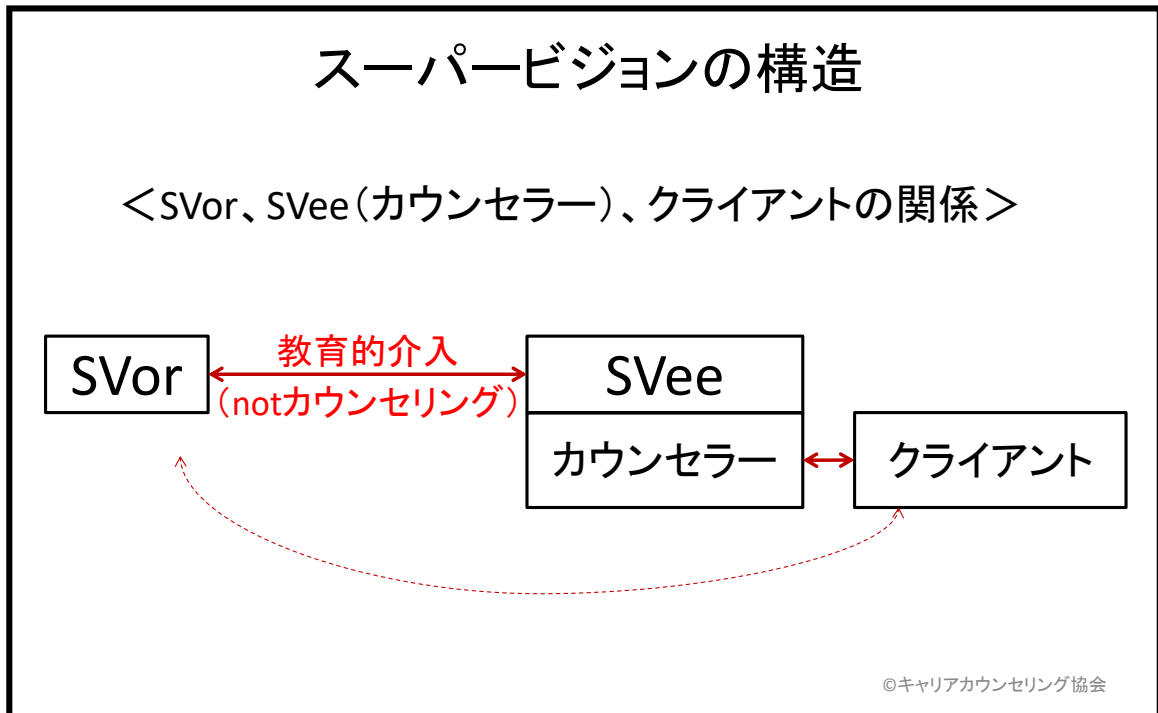 スーパービジョンの構造
＜SVor、SVee（カウンセラー）、クライアントの関係＞
SVor
教育的介入
（notカウンセリング）
SVee
カウンセラー
クライアント
©キャリアカウンセリング協会